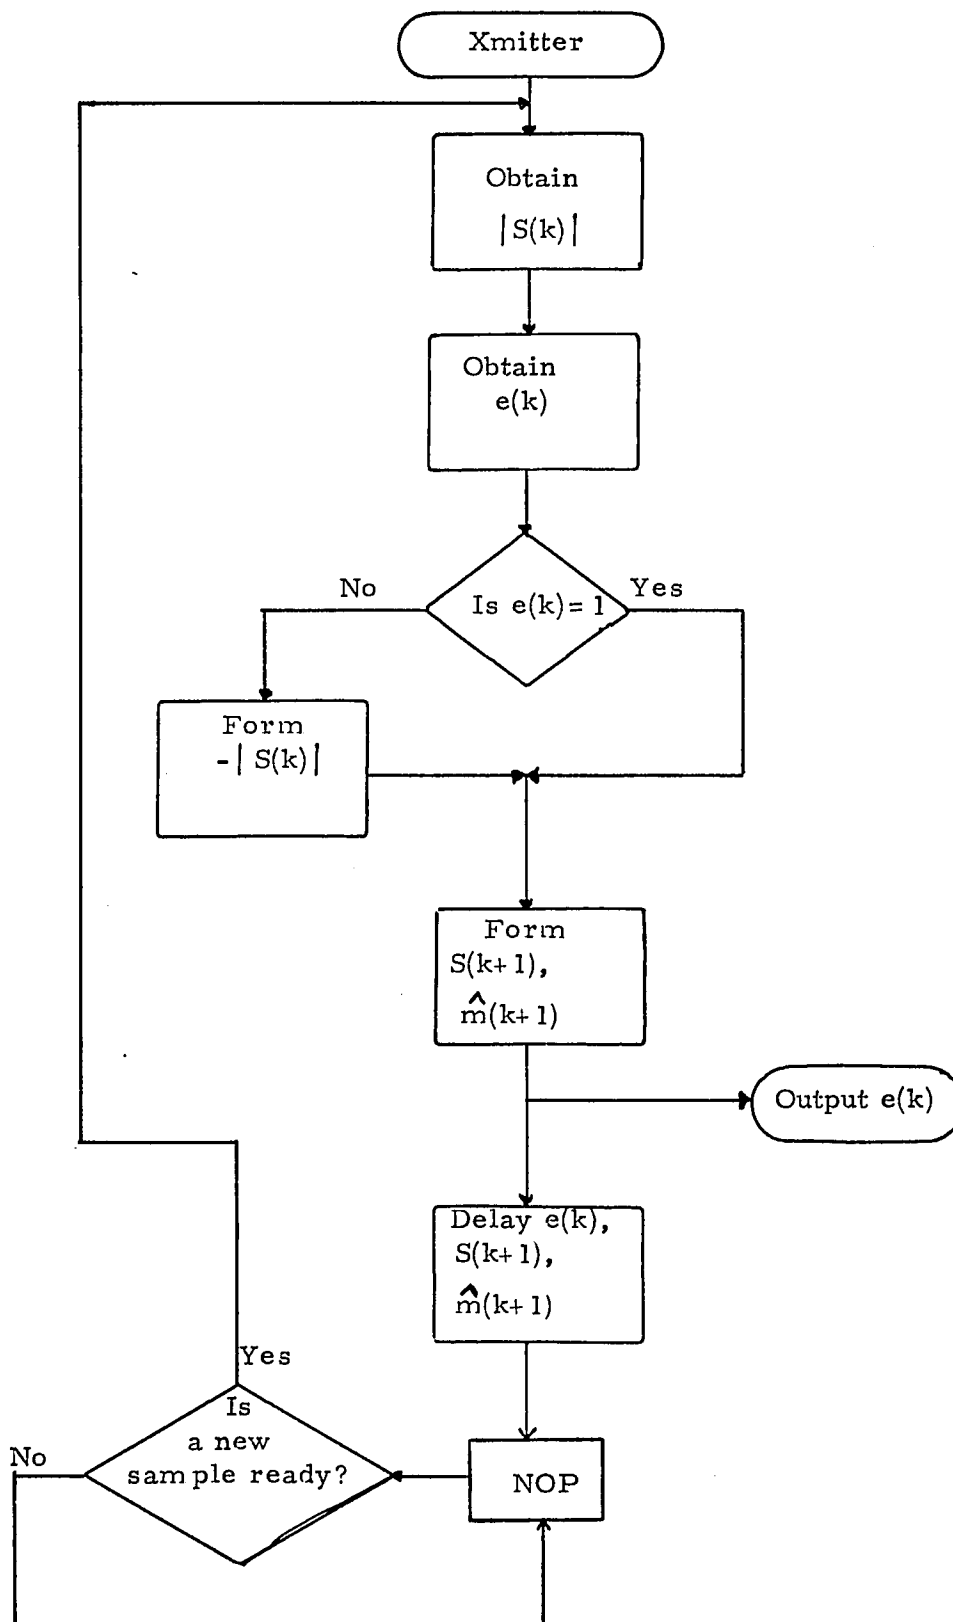 Xmitter
Obtain
|S(k)|
Obtain
e(k)
Is e(k)=1
No
Yes
Form
-|S(k)|
Form
S(k+1),
m̂(k+1)
Output e(k)
Delay e(k),
S(k+1),
m̂(k+1)
Yes
Is
a new
sample ready?
No
NOP